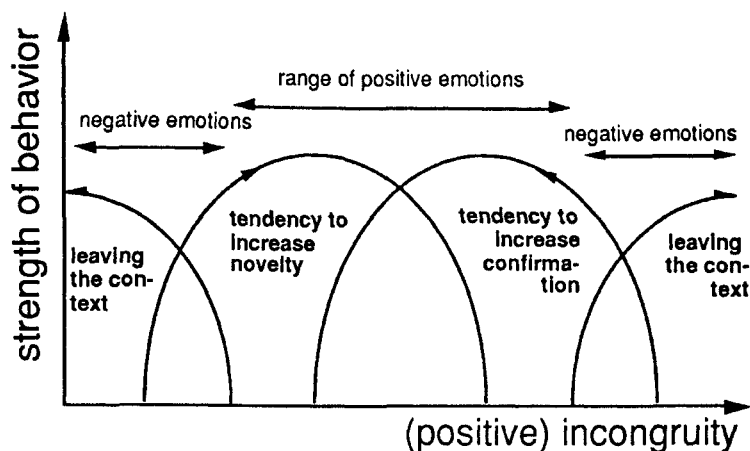 strength of behavior
range of positive emotions
negative emotions
negative emotions
tendency to
increase
novelty
tendency to
increase
confirma-
tion
leaving
the con-
text
leaving
the con-
text
(positive) incongruity